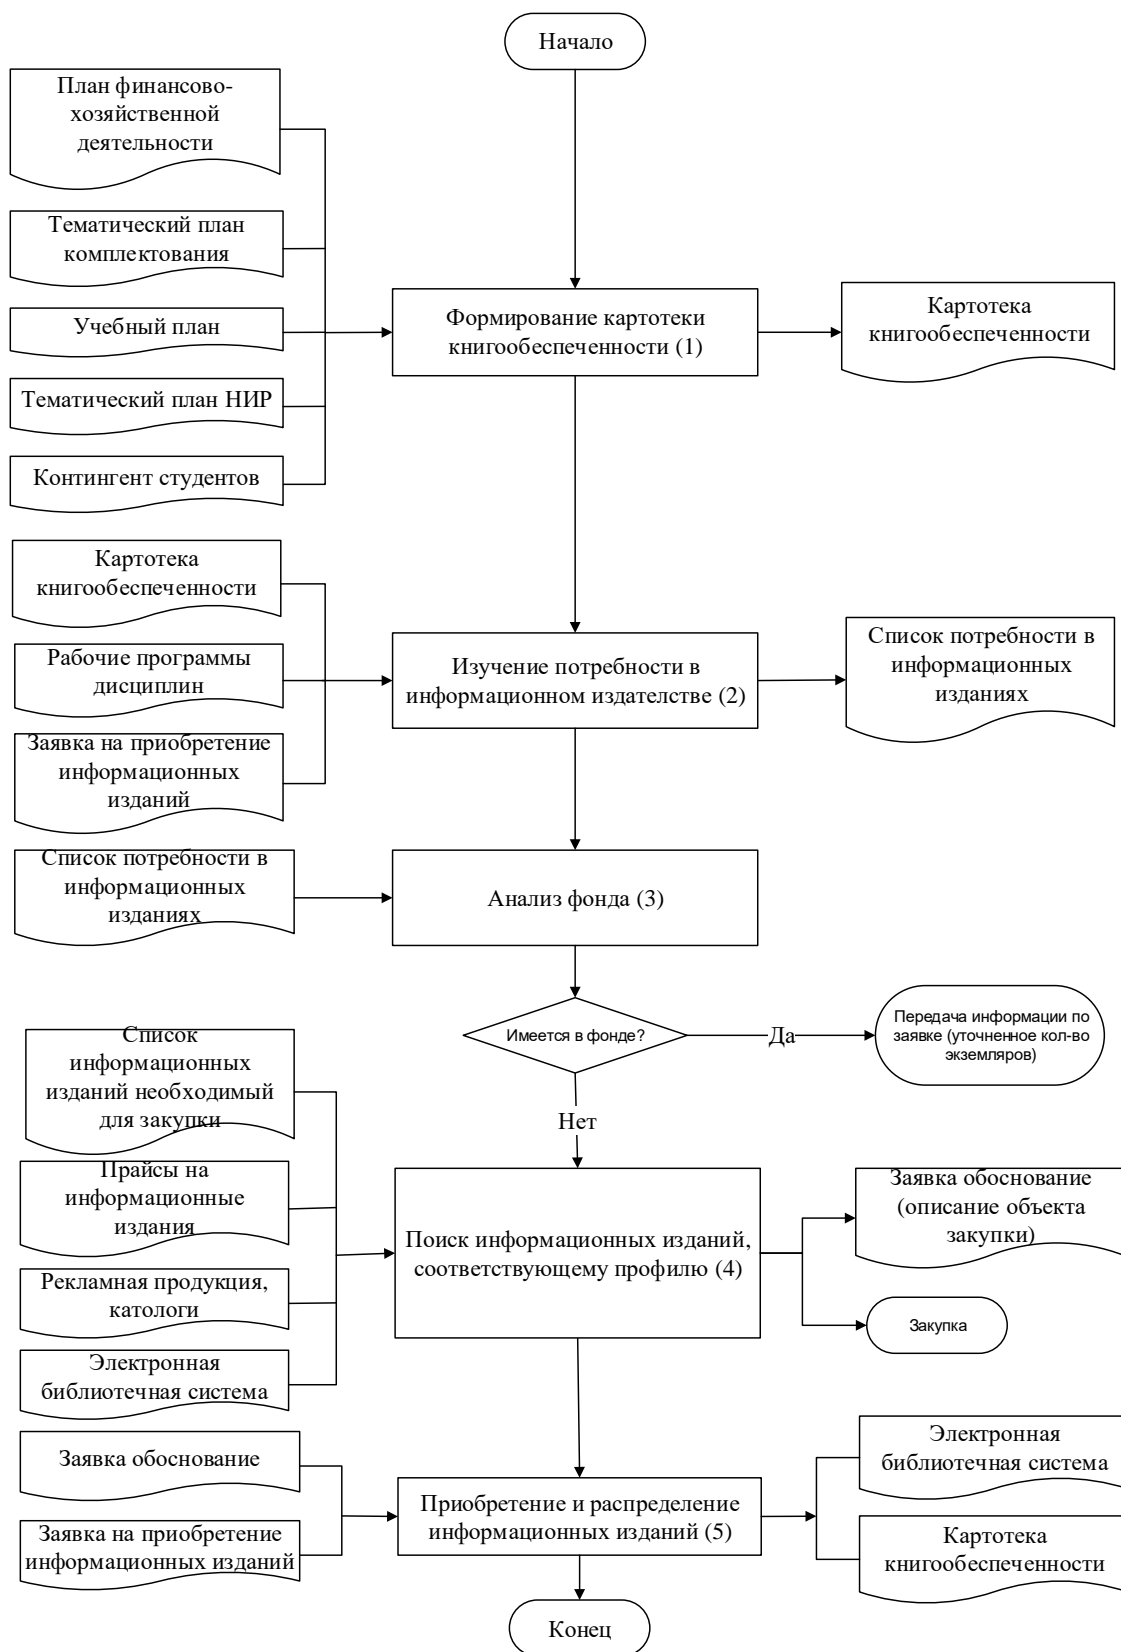 Начало
План финансово-
хозяйственной
деятельности
Тематический план
комплектования
Учебный план
Тематический план НИР
Контингент студентов
Формирование картотеки
книгообеспеченности (1)
Картотека
книгообеспеченности
Картотека
книгообеспеченности
Рабочие программы
дисциплин
Заявка на приобретение
информационных
изданий
Изучение потребности в
информационном издательстве (2)
Список потребности в
информационных
изданиях
Список потребности в
информационных
изданиях
Анализ фонда (3)
Имеется в фонде?
Да
Передача информации по
заявке (уточненное кол-во
экземляров)
Нет
Список
информационных
изданий необходимый
для закупки
Прайсы на
информационные
издания
Рекламная продукция,
катологи
Электронная
библиотечная система
Поиск информационных изданий,
соответствующему профилю (4)
Заявка обоснование
(описание объекта
закупки)
Закупка
Заявка обоснование
Заявка на приобретение
информационных изданий
Приобретение и распределение
информационных изданий (5)
Электронная
библиотечная система
Картотека
книгообеспеченности
Конец